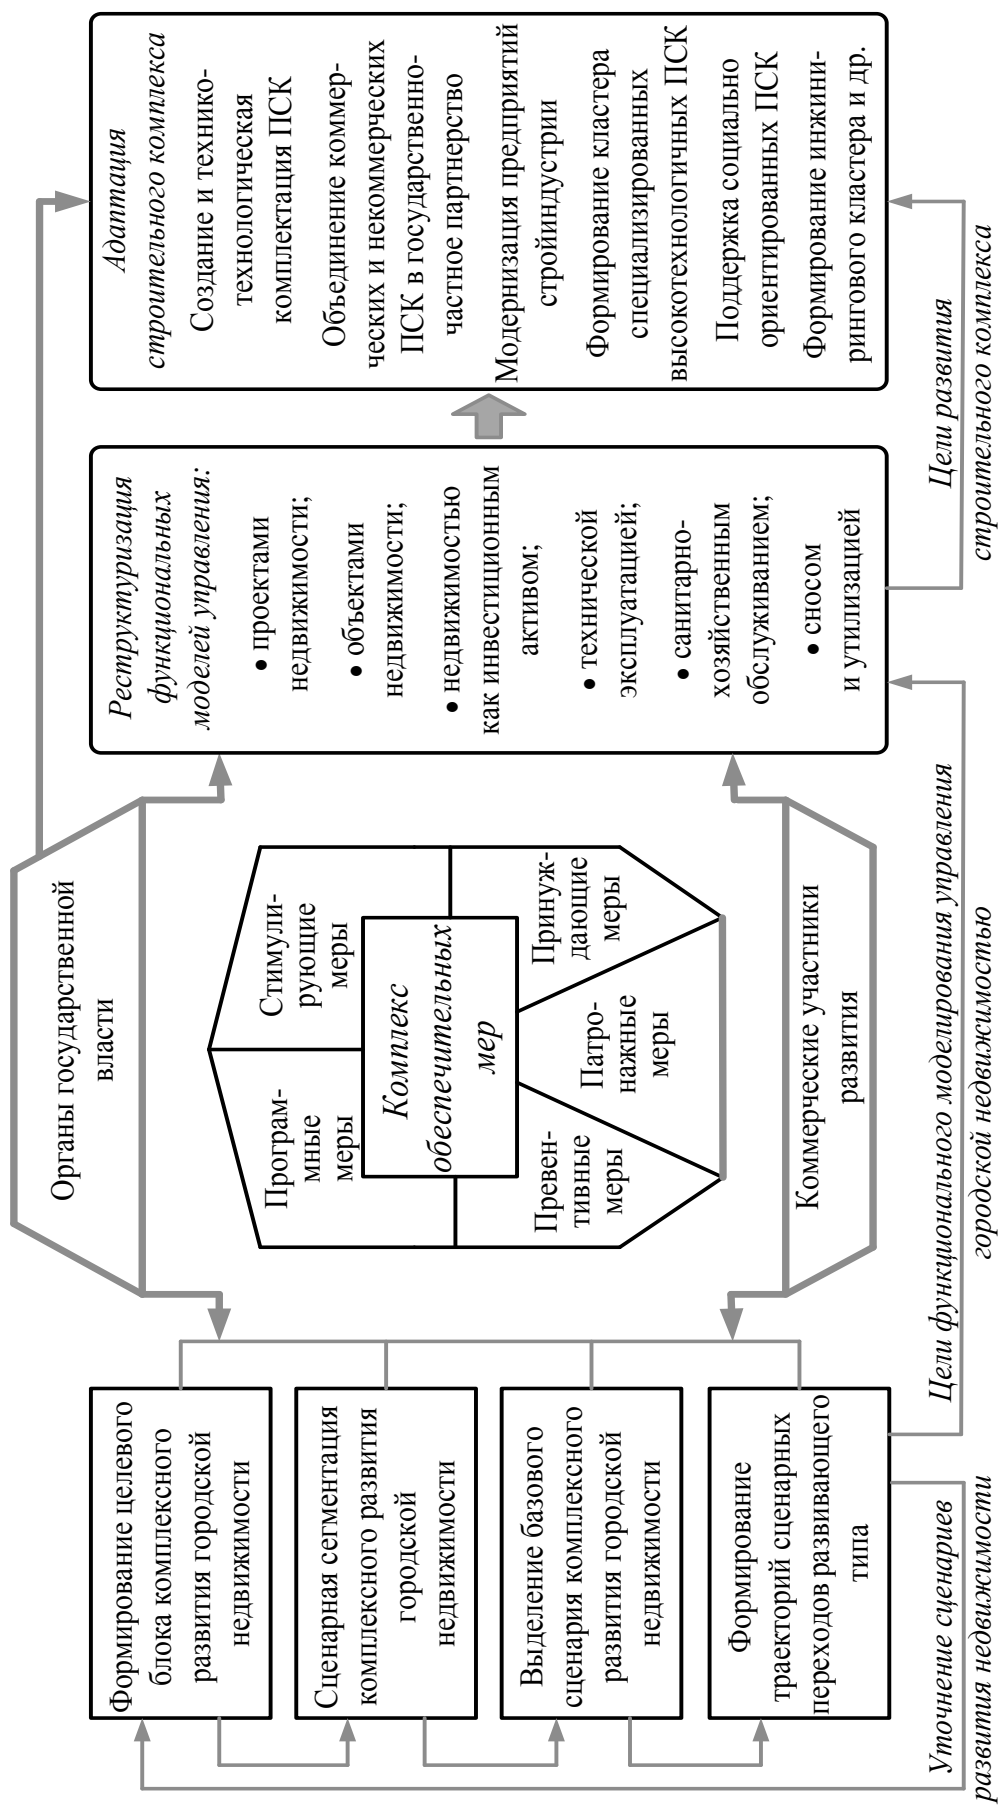 Формирование целевого
блока комплексного
развития городской
недвижимости
Сценарная сегментация
комплексного развития
городской
недвижимости
Выделение базового
сценария комплексного
развития городской
недвижимости
Формирование
траекторий сценарных
переходов развивающего
типа
Уточнение сценариев
развития недвижимости
Органы государственной
власти
Програм-
мные
меры
Стимули-
рующие
меры
Комплекс
обеспечительных
мер
Превен-
тивные
меры
Патро-
нажные
меры
Принуж-
дающие
меры
Коммерческие участники
развития
Цели функционального моделирования управления
городской недвижимостью
Реструктуризация
функциональных
моделей управления:
• проектами
недвижимости;
• объектами
недвижимости;
• недвижимостью
как инвестиционным
активом;
• технической
эксплуатацией;
• санитарно-
хозяйственным
обслуживанием;
• сносом
и утилизацией
Цели развития
строительного комплекса
Адаптация
строительного комплекса
Создание и технико-
технологическая
комплектация ПСК
Объединение коммер-
ческих и некоммерческих
ПСК в государственно-
частное партнерство
Модернизация предприятий
стройиндустрии
Формирование кластера
специализированных
высокотехнологичных ПСК
Поддержка социально
ориентированных ПСК
Формирование инжини-
рингового кластера и др.